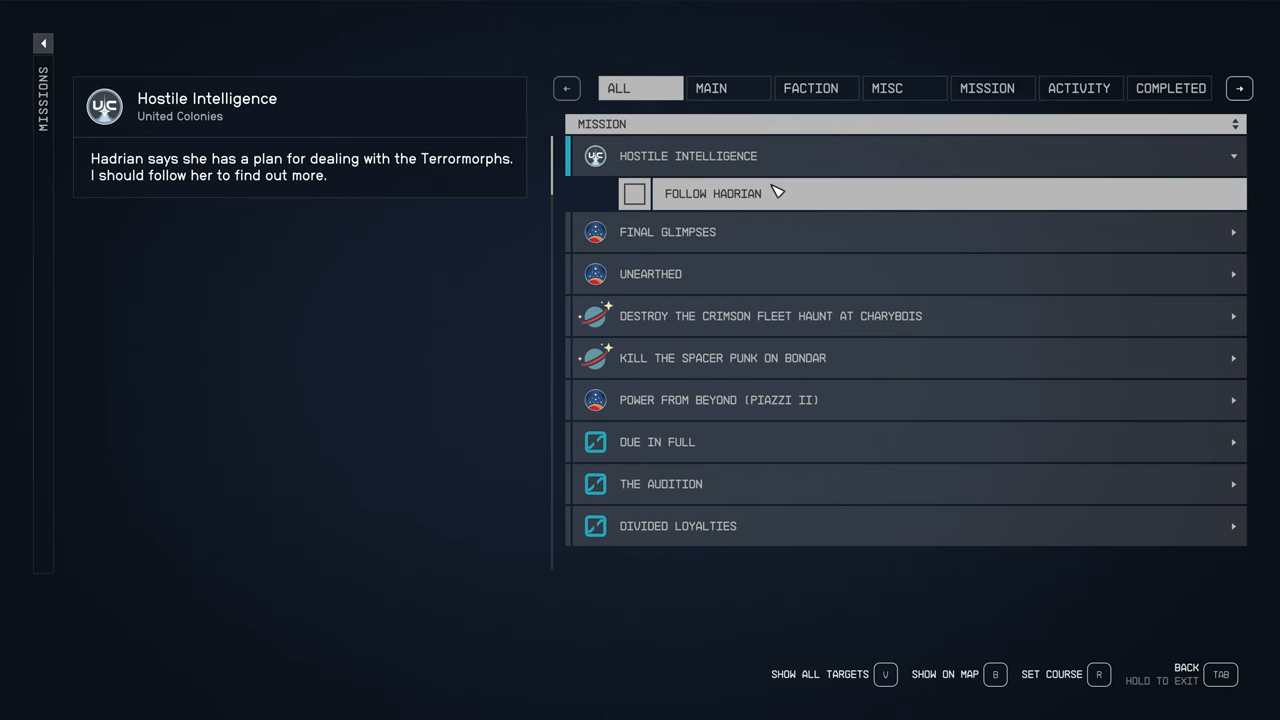 MISSIONS
UC
Hostile Intelligence
United Colonies
Hadrian says she has a plan for dealing with the Terrormorphs.
I should follow her to find out more.
ALL MAIN FACTION MISC MISSION ACTIVITY COMPLETED
MISSION
UC HOSTILE INTELLIGENCE
FOLLOW HADRIAN
FINAL GLIMPSES
UNEARTHED
DESTROY THE CRIMSON FLEET HAUNT AT CHARYBDIS
KILL THE SPACER PUNK ON BONDAR
POWER FROM BEYOND (PIAZZI II)
DUE IN FULL
THE AUDITION
DIVIDED LOYALTIES
SHOW ALL TARGETS V SHOW ON MAP B SET COURSE R BACK TAB
HOLD TO EXIT